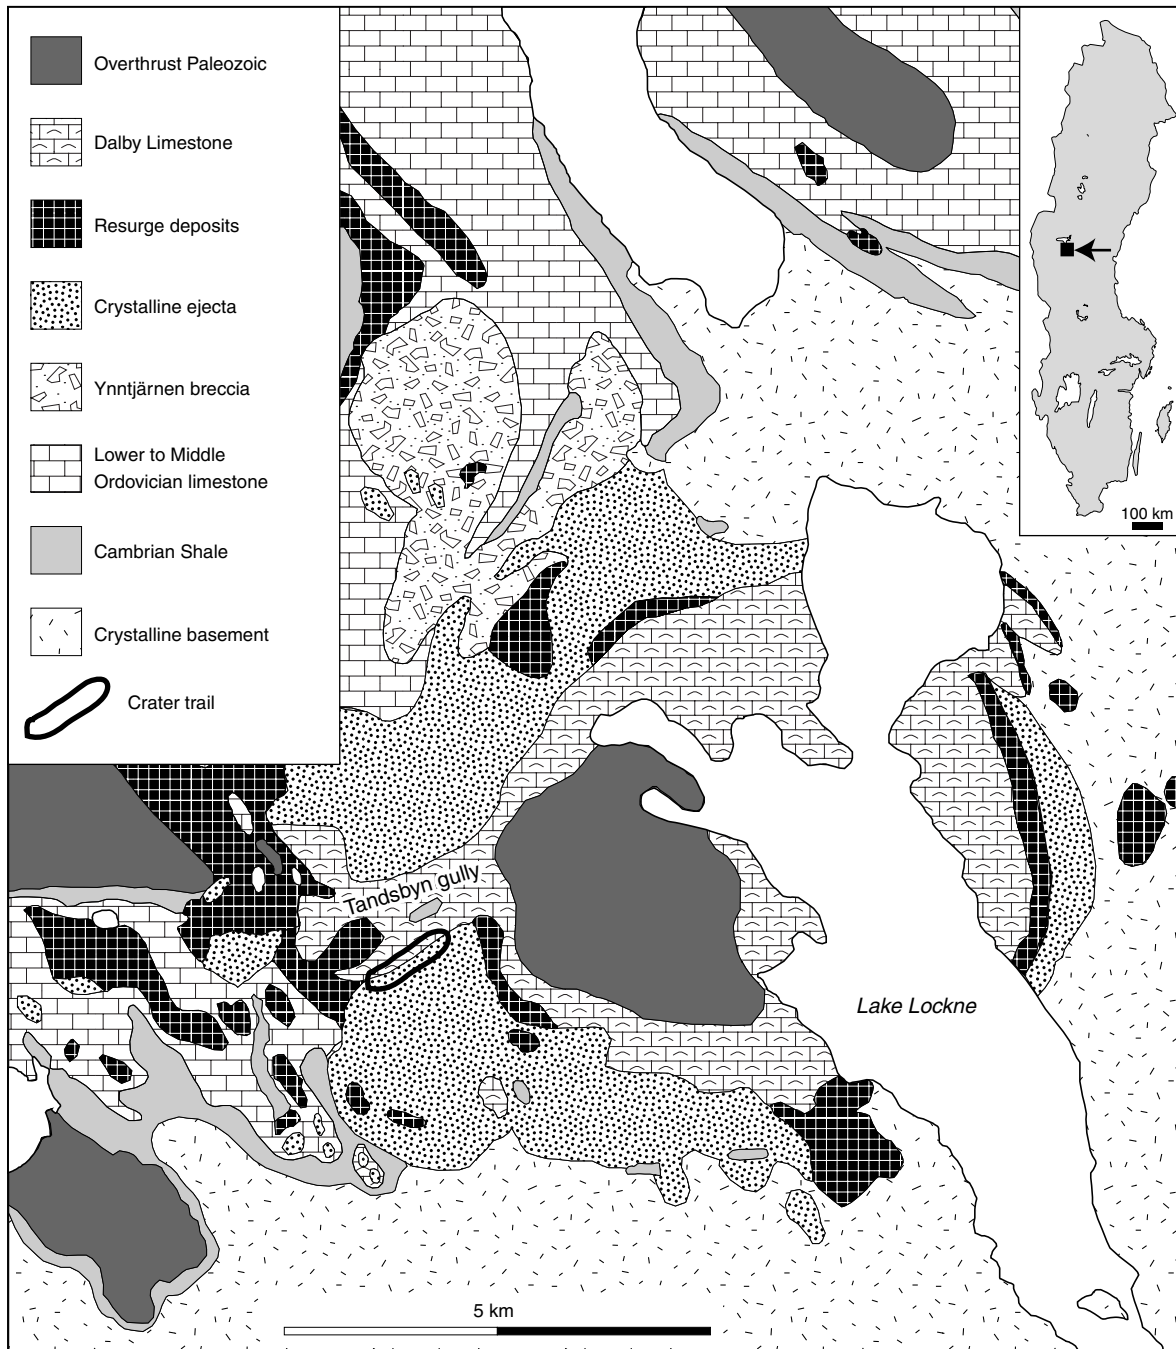 Overthrust Paleozoic
Dalby Limestone
Resurge deposits
Crystalline ejecta
Ynntjärnen breccia
Lower to Middle
Ordovician limestone
Cambrian Shale
Crystalline basement
Crater trail
100 km
Tandsbyn gully
Lake Lockne
5 km